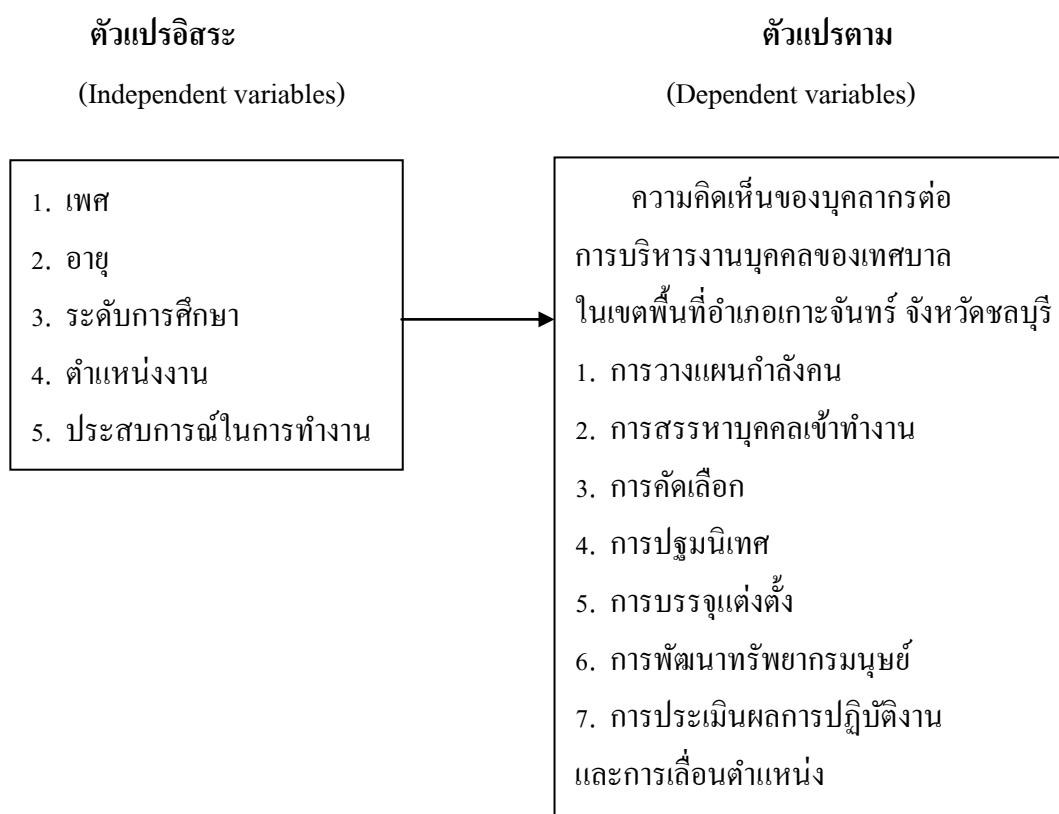 ตัวแปรอิสระ
(Independent variables)
1. เพศ
2. อายุ
3. ระดับการศึกษา
4. ตำแหน่งงาน
5. ประสบการณ์ในการทำงาน
ตัวแปรตาม
(Dependent variables)
ความคิดเห็นของบุคลากรต่อ
การบริหารงานบุคคลของเทศบาล
ในเขตพื้นที่อำเภอเกาะจันทร์ จังหวัดชลบุรี
1. การวางแผนกำลังคน
2. การสรรหาบุคคลเข้าทำงาน
3. การคัดเลือก
4. การปฐมนิเทศ
5. การบรรจุแต่งตั้ง
6. การพัฒนาทรัพยากรมนุษย์
7. การประเมินผลการปฏิบัติงาน
และการเลื่อนตำแหน่ง